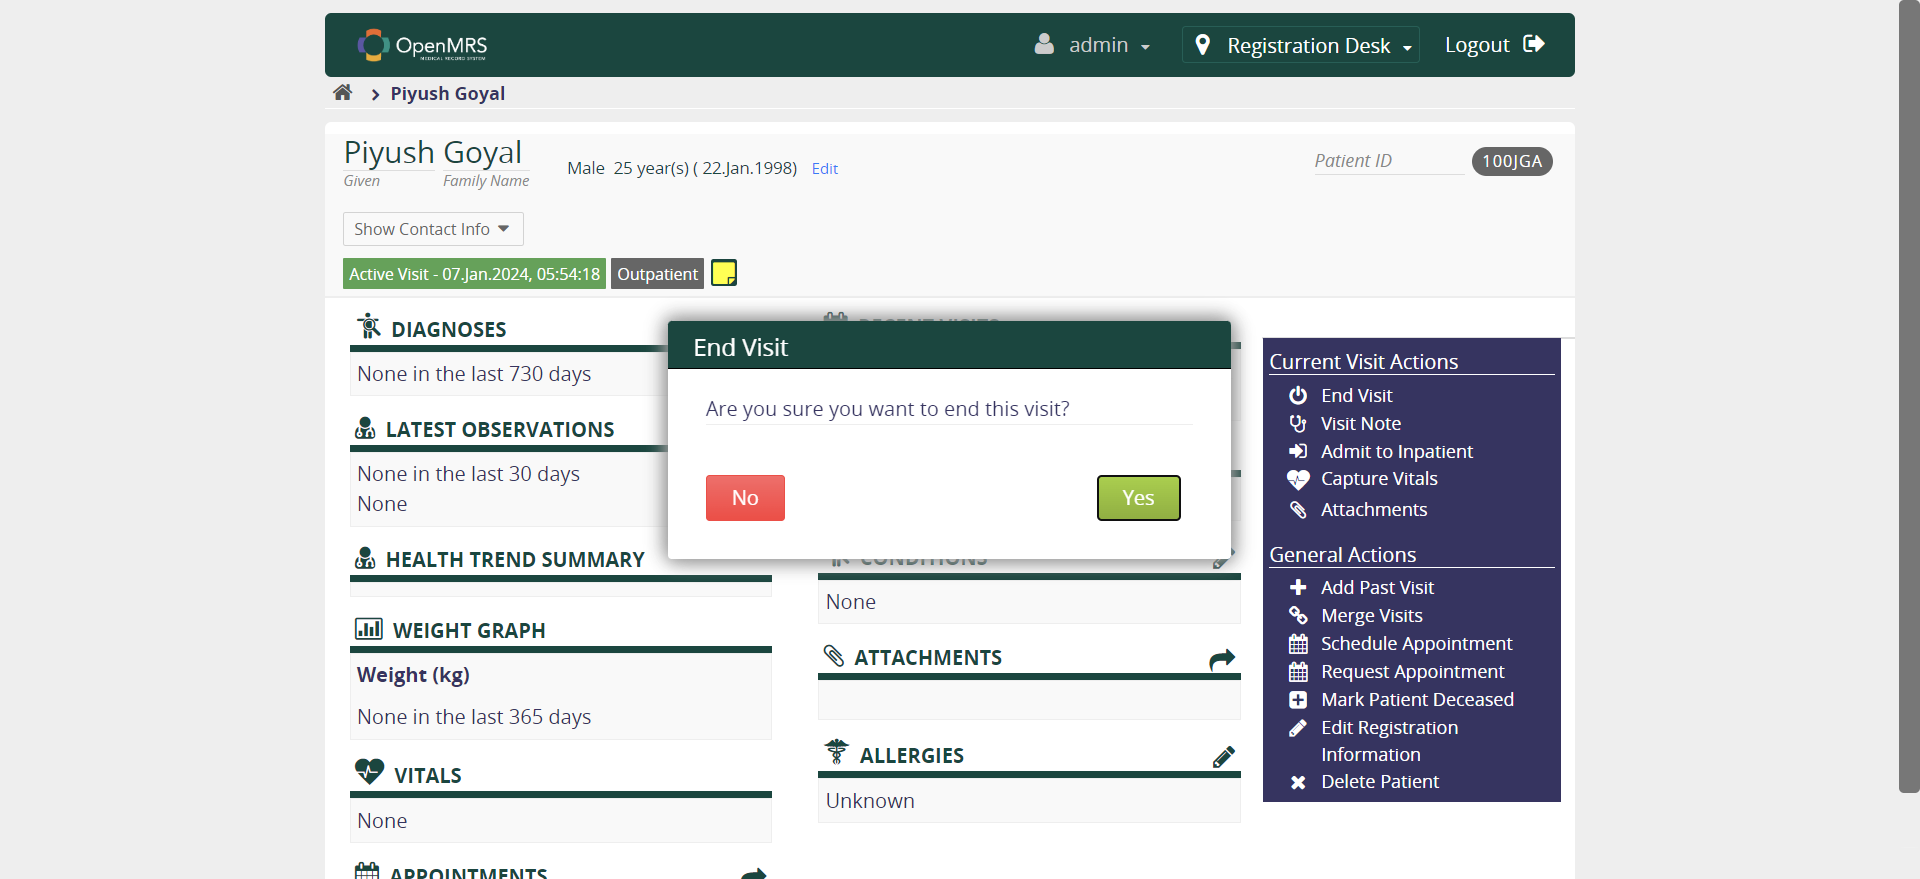 OpenMRS
MEDICAL RECORD SYSTEM
admin
Registration Desk
Logout
Piyush Goyal
Piyush Goyal
Given Family Name
Male 25 year(s) ( 22.Jan.1998) Edit
Patient ID 100JGA
Show Contact Info
Active Visit - 07.Jan.2024, 05:54:18 Outpatient
DIAGNOSES
None in the last 730 days
LATEST OBSERVATIONS
None in the last 30 days
None
HEALTH TREND SUMMARY
WEIGHT GRAPH
Weight (kg)
None in the last 365 days
VITALS
None
APPOINTMENTS
RECENT VISITS
End Visit
Are you sure you want to end this visit?
No Yes
CONDITIONS
None
ATTACHMENTS
ALLERGIES
Unknown
Current Visit Actions
End Visit
Visit Note
Admit to Inpatient
Capture Vitals
Attachments
General Actions
Add Past Visit
Merge Visits
Schedule Appointment
Request Appointment
Mark Patient Deceased
Edit Registration
Information
Delete Patient